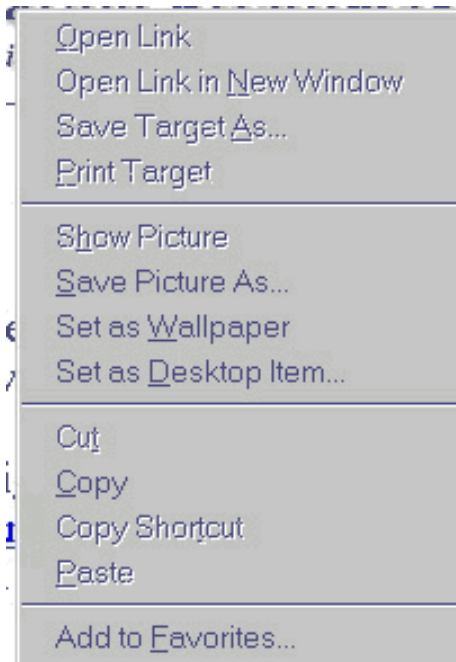 Open Link
Open Link in New Window
Save Target As...
Print Target
Show Picture
Save Picture As...
Set as Wallpaper
Set as Desktop Item...
Cut
Copy
Copy Shortcut
Paste
Add to Favorites...